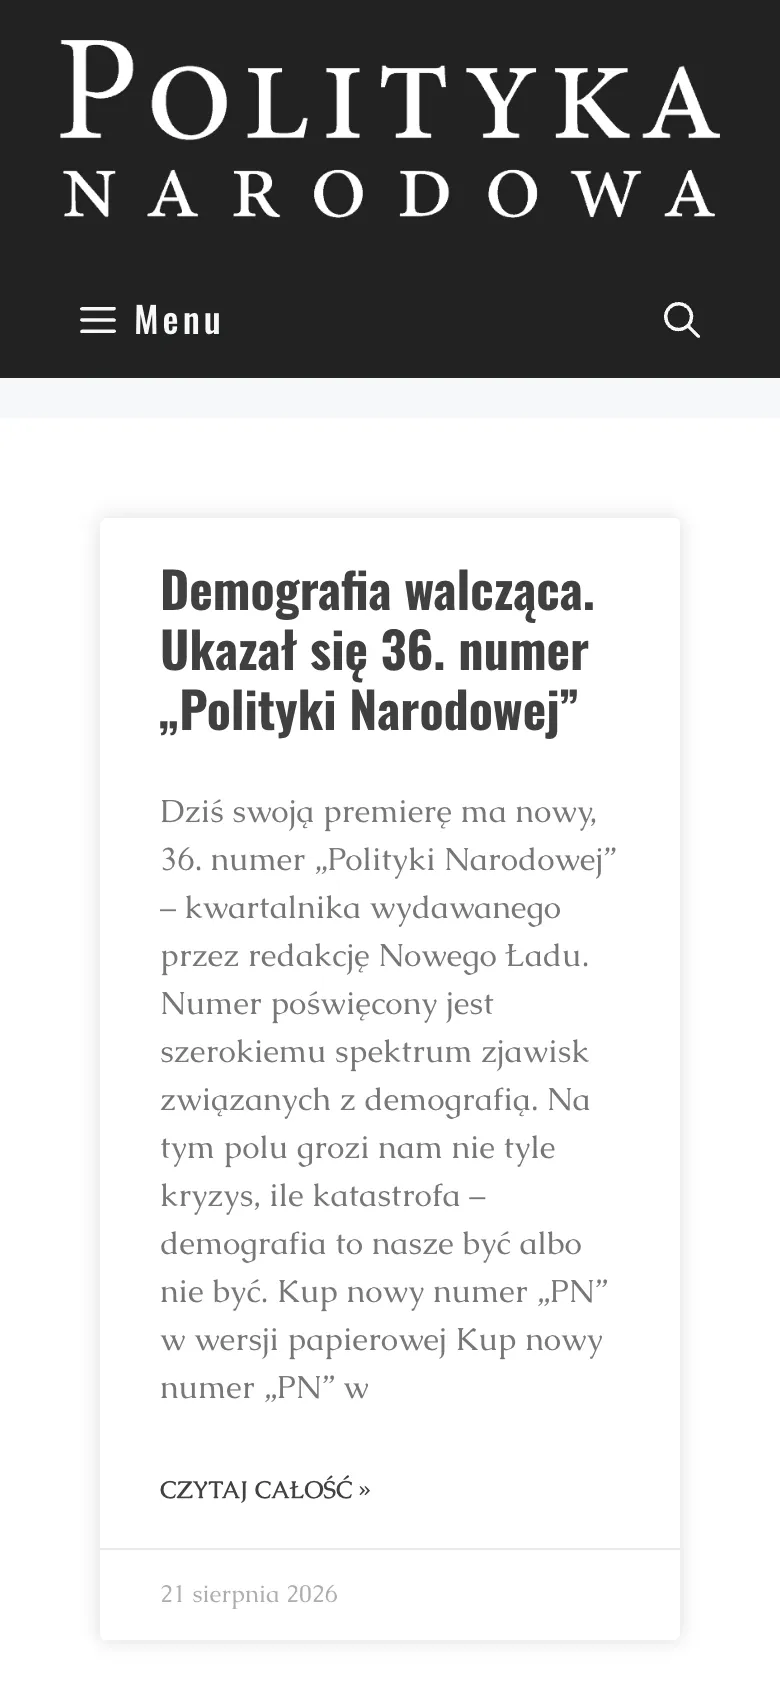 POLITYKA
NARODOWA
Menu
Demografia walcząca.
Ukazał się 36. numer
„Polityki Narodowej”
Dziś swoją premierę ma nowy,
36. numer „Polityki Narodowej”
– kwartalnika wydawanego
przez redakcję Nowego Ładu.
Numer poświęcony jest
szerokiemu spektrum zjawisk
związanych z demografią. Na
tym polu grozi nam nie tyle
kryzys, ile katastrofa –
demografia to nasze być albo
nie być. Kup nowy numer „PN”
w wersji papierowej Kup nowy
numer „PN” w
CZYTAJ CAŁOŚĆ »
21 sierpnia 2026